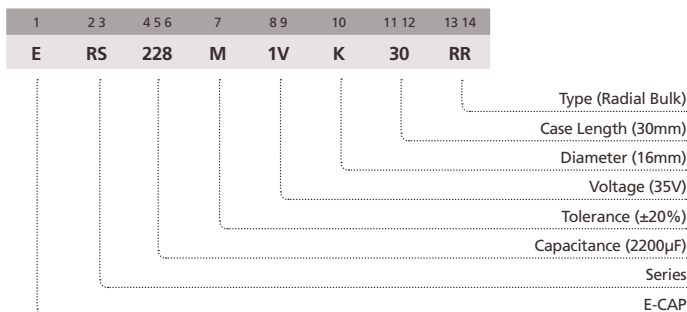 1 2 3 4 5 6 7 8 9 10 11 12 13 14
E RS 228 M 1V K 30 RR
Type (Radial Bulk)
Case Length (30mm)
Diameter (16mm)
Voltage (35V)
Tolerance (±20%)
Capacitance (2200µF)
Series
E-CAP